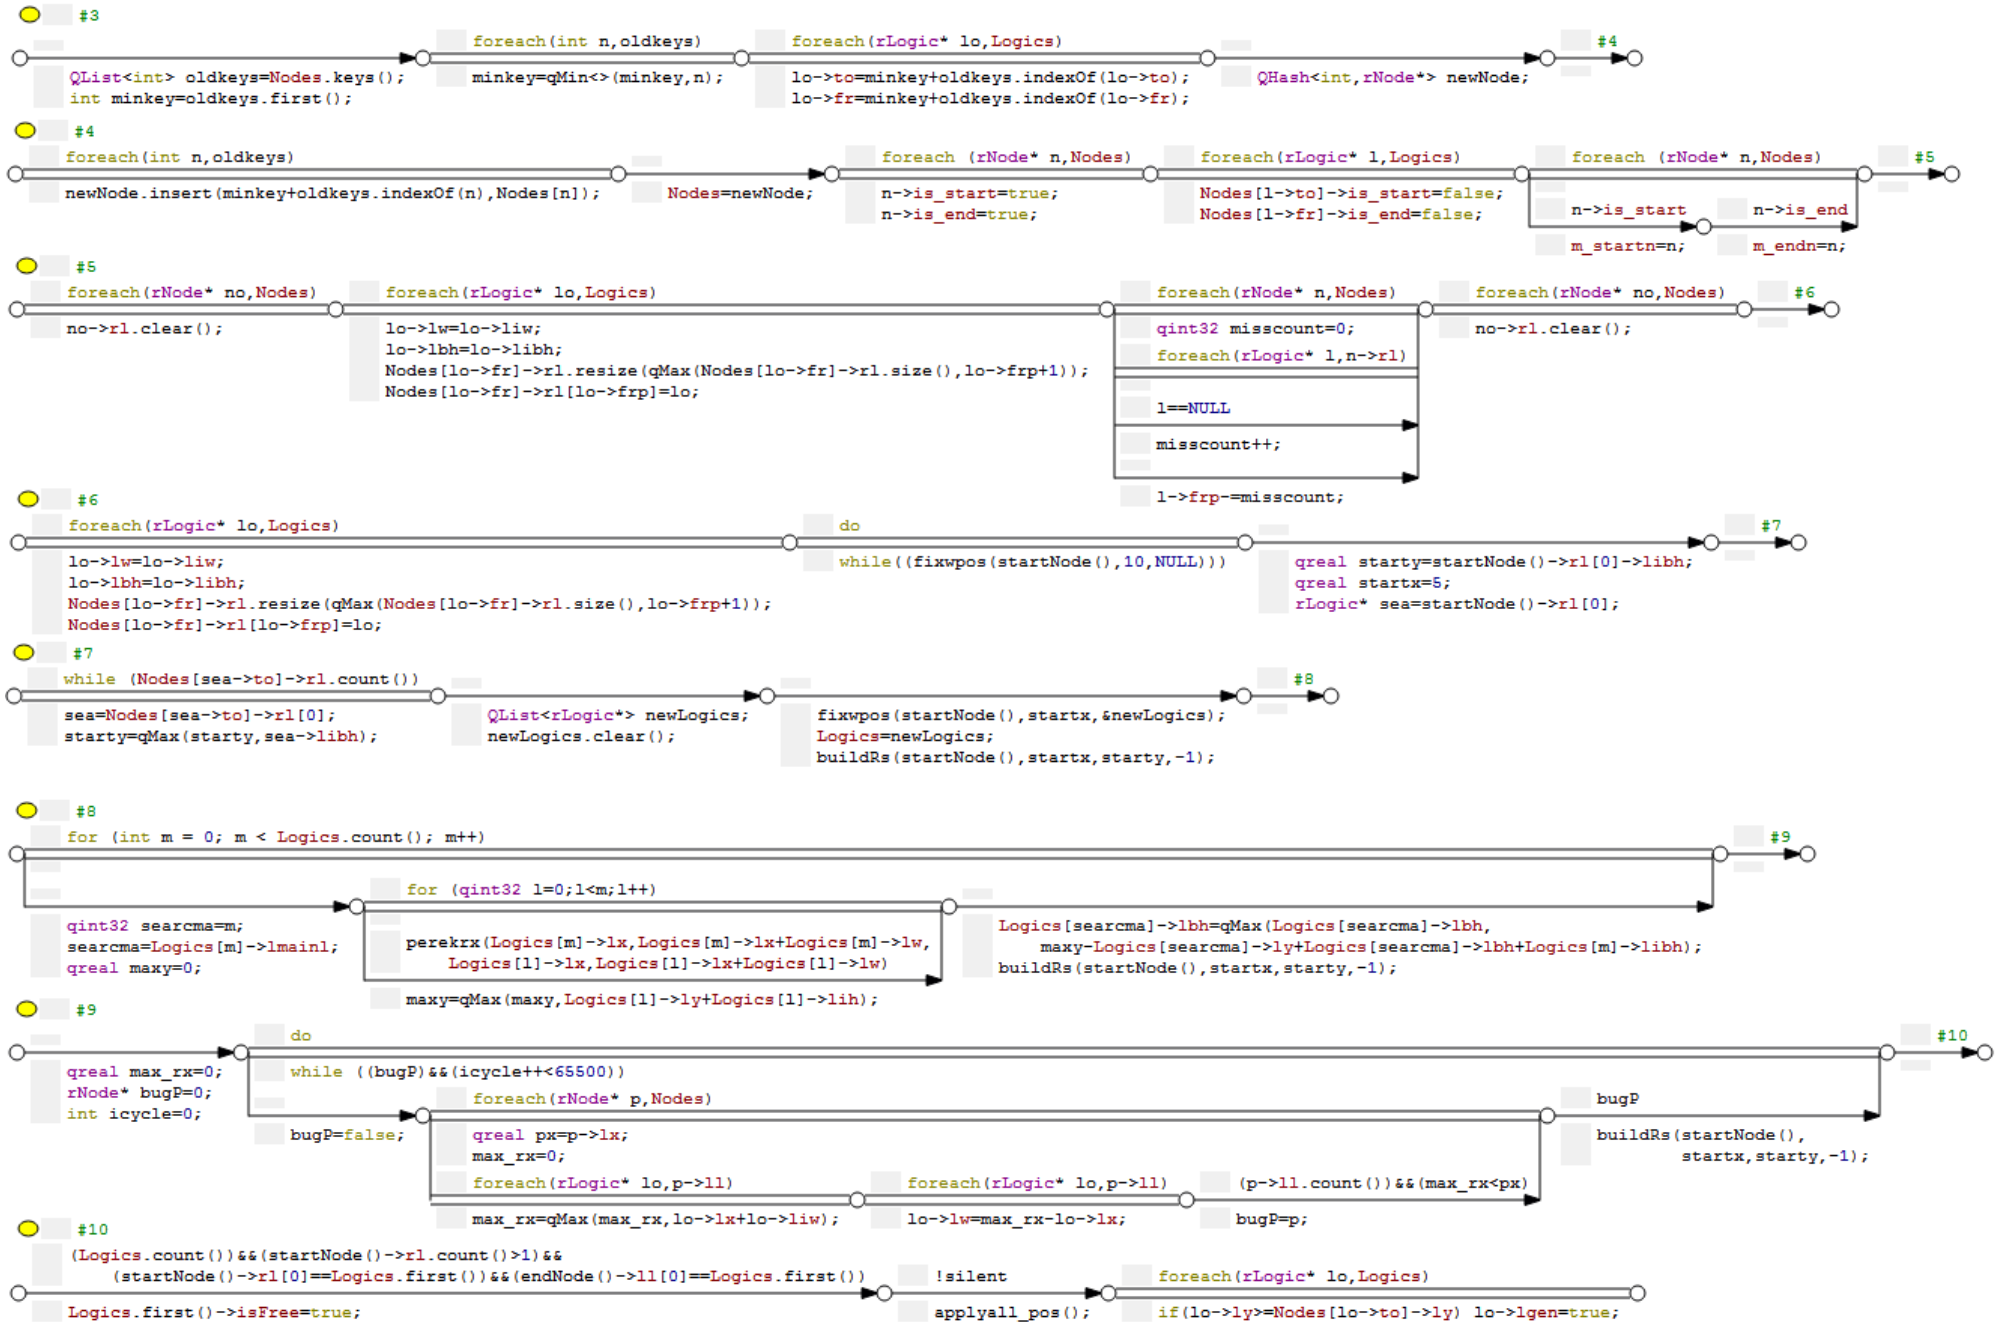 #3
foreach(int n,oldkeys)
foreach(rLogic* lo,Logics)
#4
QList<int> oldkeys=Nodes.keys();
int minkey=oldkeys.first();
minkey=qMin<>(minkey,n);
lo->to=minkey+oldkeys.indexOf(lo->to);
lo->fr=minkey+oldkeys.indexOf(lo->fr);
QHash<int,rNode*> newNode;
#4
foreach(int n,oldkeys)
foreach (rNode* n,Nodes)
foreach(rLogic* l,Logics)
foreach (rNode* n,Nodes)
#5
newNode.insert(minkey+oldkeys.indexOf(n),Nodes[n]);
Nodes=newNode;
n->is_start=true;
n->is_end=true;
Nodes[l->to]->is_start=false;
Nodes[l->fr]->is_end=false;
n->is_start
n->is_end
m_startn=n;
m_endn=n;
#5
foreach(rNode* no,Nodes)
foreach(rLogic* lo,Logics)
foreach(rNode* n,Nodes)
foreach(rNode* no,Nodes)
#6
no->rl.clear();
lo->lw=lo->liw;
lo->lbh=lo->libh;
Nodes[lo->fr]->rl.resize(qMax(Nodes[lo->fr]->rl.size(),lo->frp+1));
Nodes[lo->fr]->rl[lo->frp]=lo;
qint32 misscount=0;
foreach(rLogic* l,n->rl)
l==NULL
misscount++;
l->frp-=misscount;
no->rl.clear();
#6
foreach(rLogic* lo,Logics)
do
#7
lo->lw=lo->liw;
lo->lbh=lo->libh;
Nodes[lo->fr]->rl.resize(qMax(Nodes[lo->fr]->rl.size(),lo->frp+1));
Nodes[lo->fr]->rl[lo->frp]=lo;
while((fixwpos(startNode(),10,NULL)))
qreal starty=startNode()->rl[0]->libh;
qreal startx=5;
rLogic* sea=startNode()->rl[0];
#7
while (Nodes[sea->to]->rl.count())
#8
sea=Nodes[sea->to]->rl[0];
starty=qMax(starty,sea->libh);
QList<rLogic*> newLogics;
newLogics.clear();
fixwpos(startNode(),startx,&newLogics);
Logics=newLogics;
buildRs(startNode(),startx,starty,-1);
#8
for (int m = 0; m < Logics.count(); m++)
#9
for (qint32 l=0;l<m;l++)
qint32 searcma=m;
searcma=Logics[m]->lmainl;
qreal maxy=0;
perekrx(Logics[m]->lx,Logics[m]->lx+Logics[m]->lw,
Logics[l]->lx,Logics[l]->lx+Logics[l]->lw)
maxy=qMax(maxy,Logics[l]->ly+Logics[l]->lih);
Logics[searcma]->lbh=qMax(Logics[searcma]->lbh,
maxy-Logics[searcma]->ly+Logics[searcma]->lbh+Logics[m]->libh);
buildRs(startNode(),startx,starty,-1);
#9
do
#10
qreal max_rx=0;
rNode* bugP=0;
int icycle=0;
while ((bugP)&&(icycle++<65500))
foreach(rNode* p,Nodes)
bugP
bugP=false;
qreal px=p->lx;
max_rx=0;
buildRs(startNode(),
startx,starty,-1);
foreach(rLogic* lo,p->ll)
foreach(rLogic* lo,p->ll)
(p->ll.count())&&(max_rx<px)
max_rx=qMax(max_rx,lo->lx+lo->liw);
lo->lw=max_rx-lo->lx;
bugP=p;
#10
(Logics.count())&&(startNode()->rl.count()>1)&&
(startNode()->rl[0]==Logics.first())&&(endNode()->ll[0]==Logics.first())
!silent
foreach(rLogic* lo,Logics)
Logics.first()->isFree=true;
applyall_pos();
if(lo->ly>=Nodes[lo->to]->ly) lo->lgen=true;